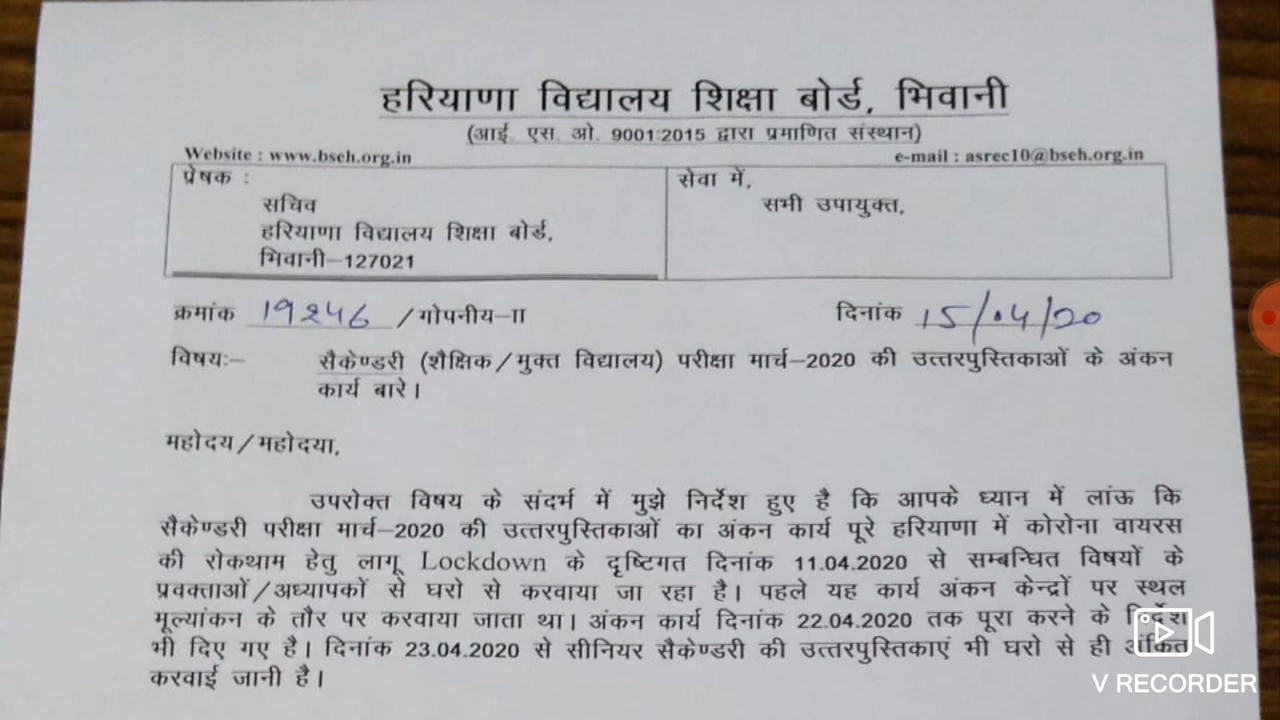 हरियाणा विद्यालय शिक्षा बोर्ड, भिवानी
(आई. एस. ओ. 9001:2015 द्वारा प्रमाणित संस्थान)
Website : www.bseh.org.in e-mail : asrec10@bseh.org.in
प्रेषक :
सचिव
हरियाणा विद्यालय शिक्षा बोर्ड,
भिवानी–127021
सेवा में,
सभी उपायुक्त,
क्रमांक 19246 /गोपनीय–II दिनांक 15/04/20
विषयः– सैकेण्डरी (शैक्षिक/मुक्त विद्यालय) परीक्षा मार्च–2020 की उत्तरपुस्तिकाओं के अंकन
कार्य बारे।
महोदय/महोदया,
उपरोक्त विषय के संदर्भ में मुझे निर्देश हुए है कि आपके ध्यान में लांऊ कि
सैकेण्डरी परीक्षा मार्च–2020 की उत्तरपुस्तिकाओं का अंकन कार्य पूरे हरियाणा में कोरोना वायरस
की रोकथाम हेतु लागू Lockdown के दृष्टिगत दिनांक 11.04.2020 से सम्बन्धित विषयों के
प्रवक्ताओं/अध्यापकों से घरो से करवाया जा रहा है। पहले यह कार्य अंकन केन्द्रों पर स्थल
मूल्यांकन के तौर पर करवाया जाता था। अंकन कार्य दिनांक 22.04.2020 तक पूरा करने के निर्देश
भी दिए गए है। दिनांक 23.04.2020 से सीनियर सैकेण्डरी की उत्तरपुस्तिकाएं भी घरो से ही अंकित
करवाई जानी है।
V RECORDER